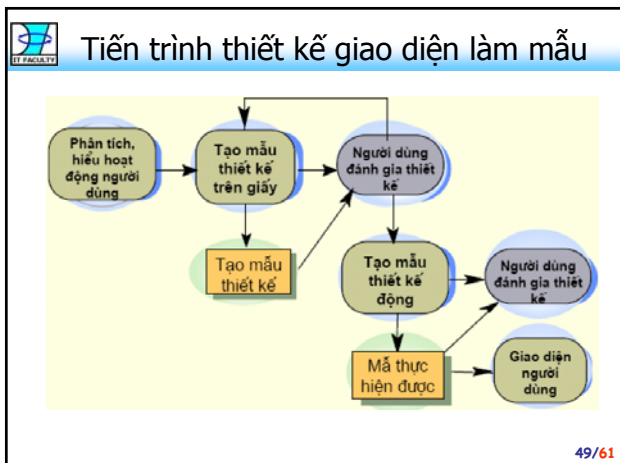 IT FACULTY
Tiến trình thiết kế giao diện làm mẫu
Phân tích,
hiểu hoạt
động người
dùng
Tạo mẫu
thiết kế
trên giấy
Người dùng
đánh gia thiết
kế
Tạo mẫu
thiết kế
Tạo mẫu
thiết kế
động
Người dùng
đánh gia thiết
kế
Mẫ thực
hiện được
Giao diện
người
dùng
49/61